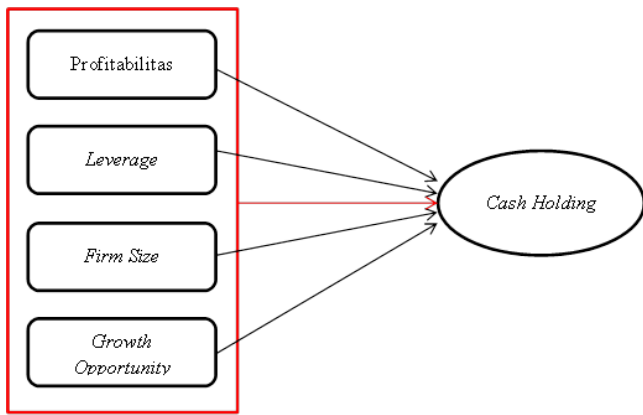 Profitabilitas
Leverage
Cash Holding
Firm Size
Growth
Opportunity